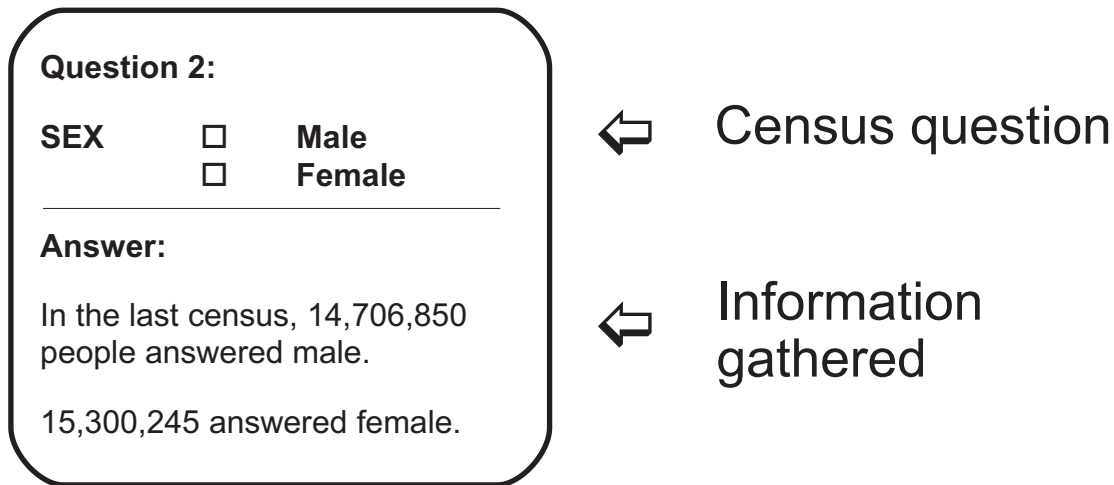 Question 2:
SEX □ Male
□ Female
Answer:
In the last census, 14,706,850
people answered male.
15,300,245 answered female.
Census question
Information
gathered